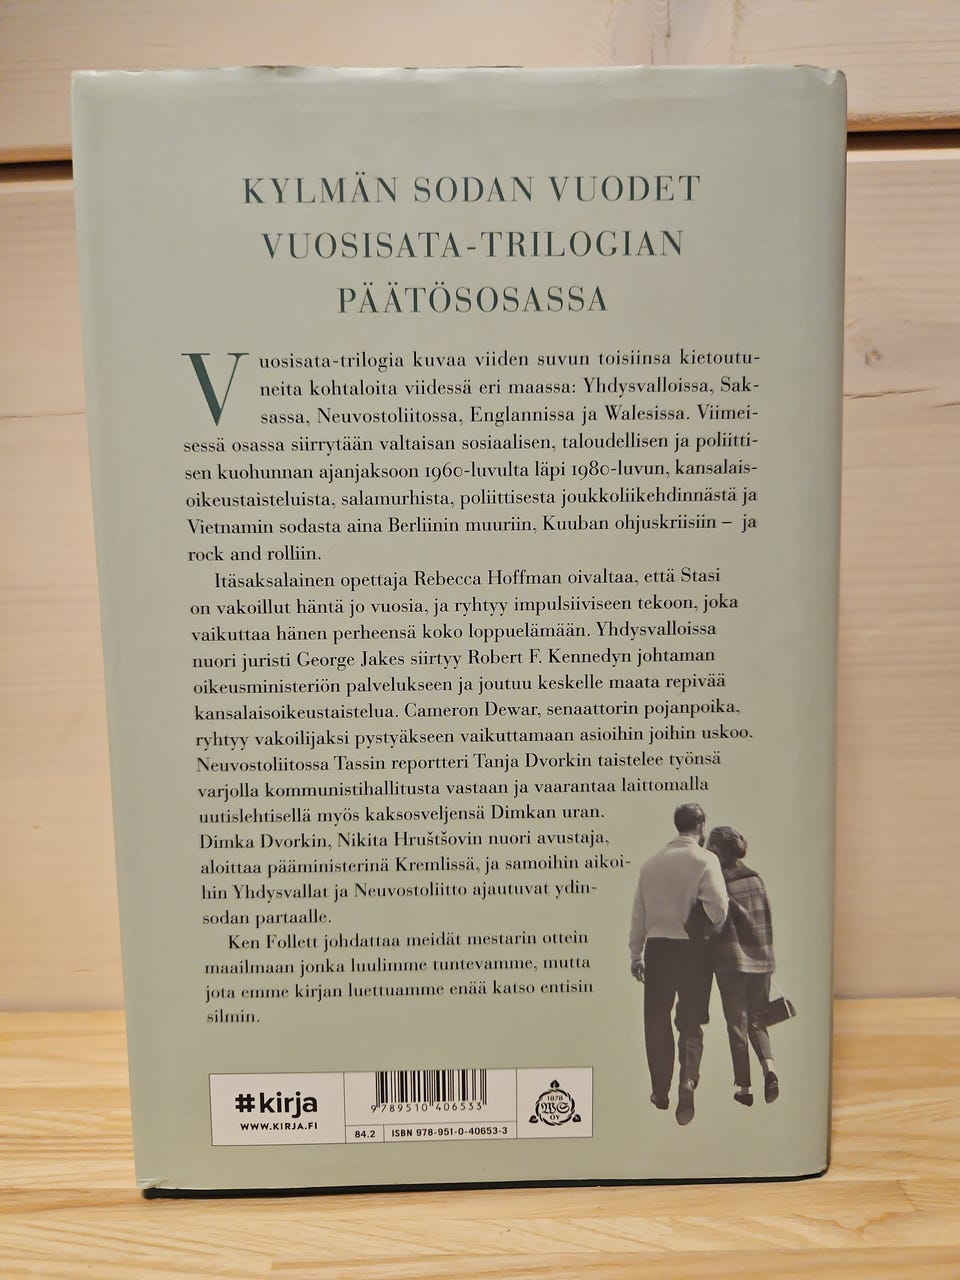 KYLMÄN SODAN VUODET
VUOSISATA-TRILOGIAN
PÄÄTÖSOSASSA
Vuosisata-trilogia kuvaa viiden suvun toisiinsa kietoutu-
neita kohtaloita viidessä eri maassa: Yhdysvalloissa, Sak-
sassa, Neuvostoliitossa, Englannissa ja Walesissa. Viimei-
sessä osassa siirrytään valtaisan sosiaalisen, taloudellisen ja poliitti-
sen kuohunnan ajanjaksoon 1960-luvulta läpi 1980-luvun, kansalais-
oikeustaisteluista, salamurhista, poliittisesta joukkoliikehdinnästä ja
Vietnamin sodasta aina Berliinin muuriin, Kuuban ohjuskriisiin – ja
rock and rolliin.
Itäsaksalainen opettaja Rebecca Hoffman oivaltaa, että Stasi
on vakoillut häntä jo vuosia, ja ryhtyy impulsiiviseen tekoon, joka
vaikuttaa hänen perheensä koko loppuelämään. Yhdysvalloissa
nuori juristi George Jakes siirtyy Robert F. Kennedyn johtaman
oikeusministeriön palvelukseen ja joutuu keskelle maata repivää
kansalaisoikeustaistelua. Cameron Dewar, senaattorin pojanpoika,
ryhtyy vakoilijaksi pystyäkseen vaikuttamaan asioihin joihin uskoo.
Neuvostoliitossa Tassin reportteri Tanja Dvorkin taistelee työnsä
varjolla kommunistihallitusta vastaan ja vaarantaa laittomalla
uutislehtisellä myös kaksosveljensä Dimkan uran.
Dimka Dvorkin, Nikita Hruštšovin nuori avustaja,
aloittaa pääministerinä Kremlissä, ja samoihin aikoi-
hin Yhdysvallat ja Neuvostoliitto ajautuvat ydin-
sodan partaalle.
Ken Follett johdattaa meidät mestarin ottein
maailmaan jonka luulimme tuntevamme, mutta
jota emme kirjan luettuamme enää katso entisin
silmin.
#kirja
WWW.KIRJA.FI
9 789510 406533
84.2
ISBN 978-951-0-40653-3
1878
WS
OY